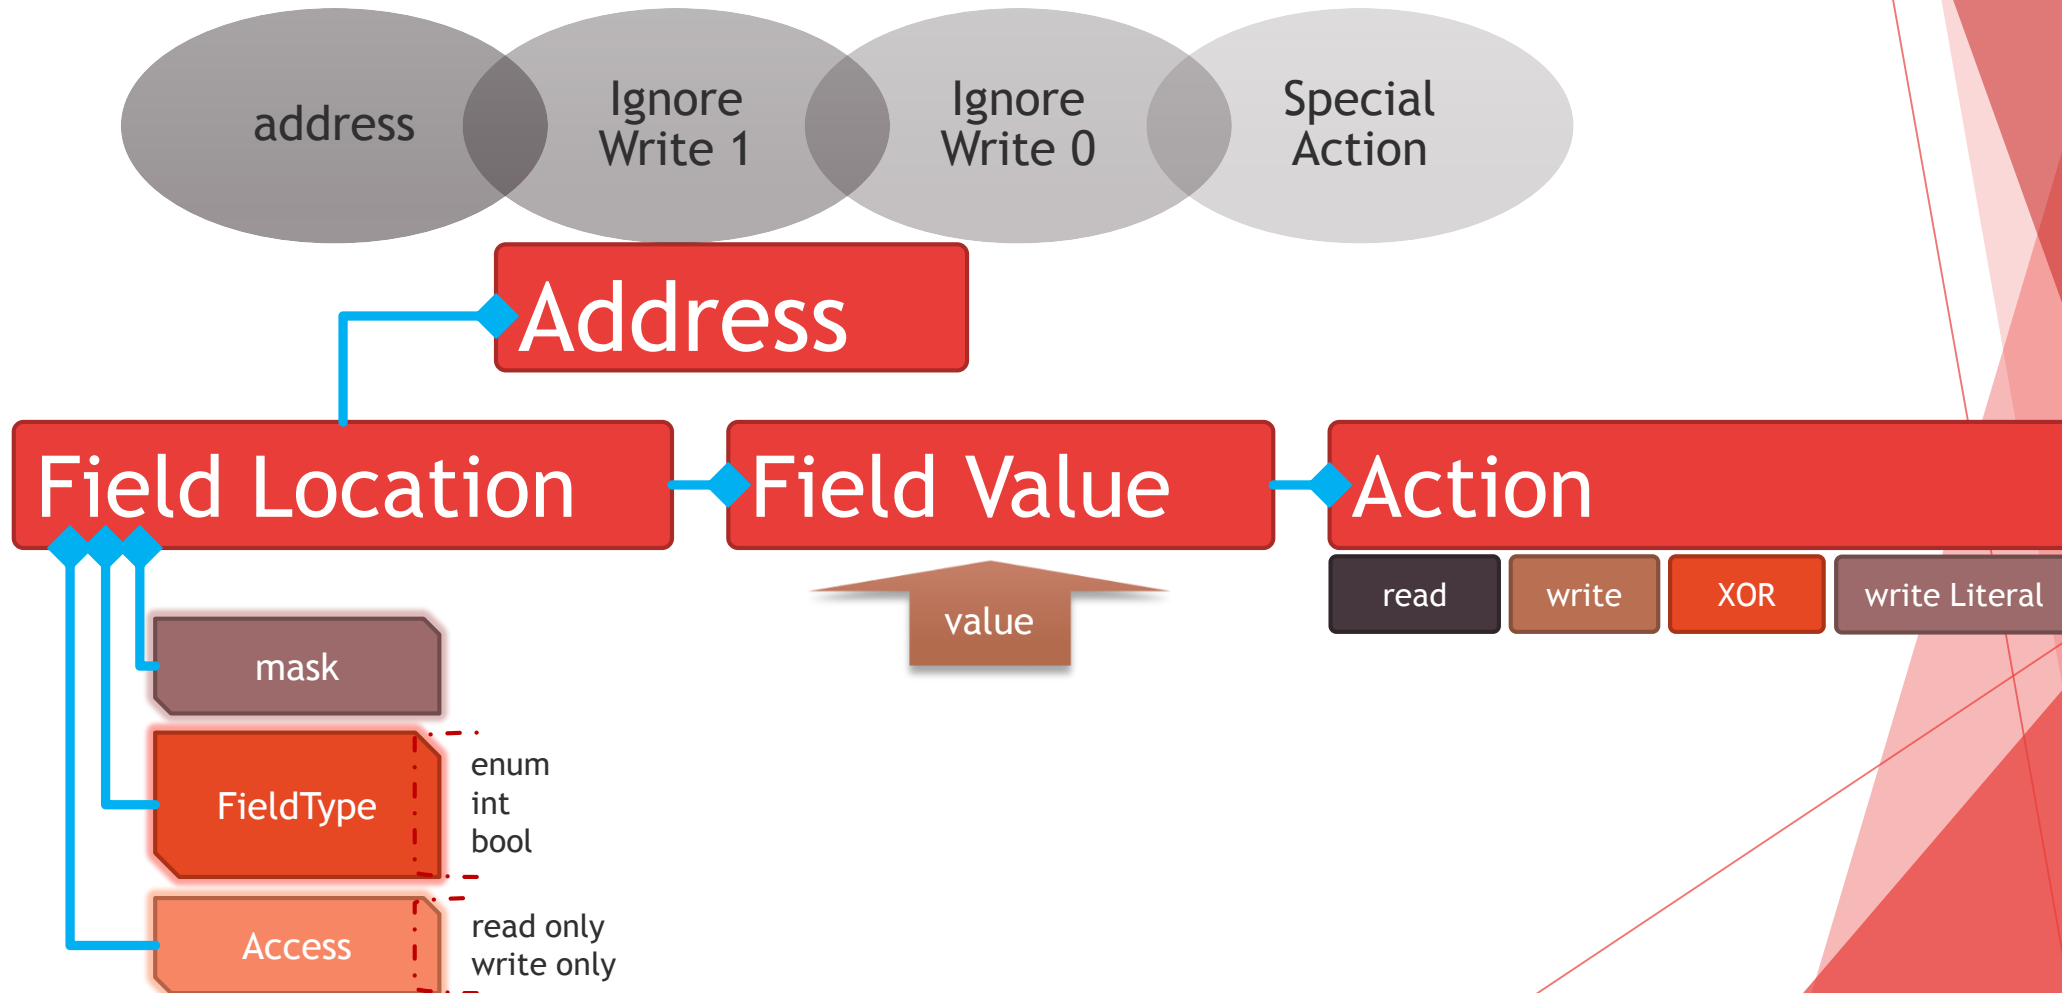 address
Ignore
Write 1
Ignore
Write 0
Special
Action
Address
Field Location
Field Value
Action
read
write
XOR
write Literal
value
mask
FieldType
enum
int
bool
Access
read only
write only